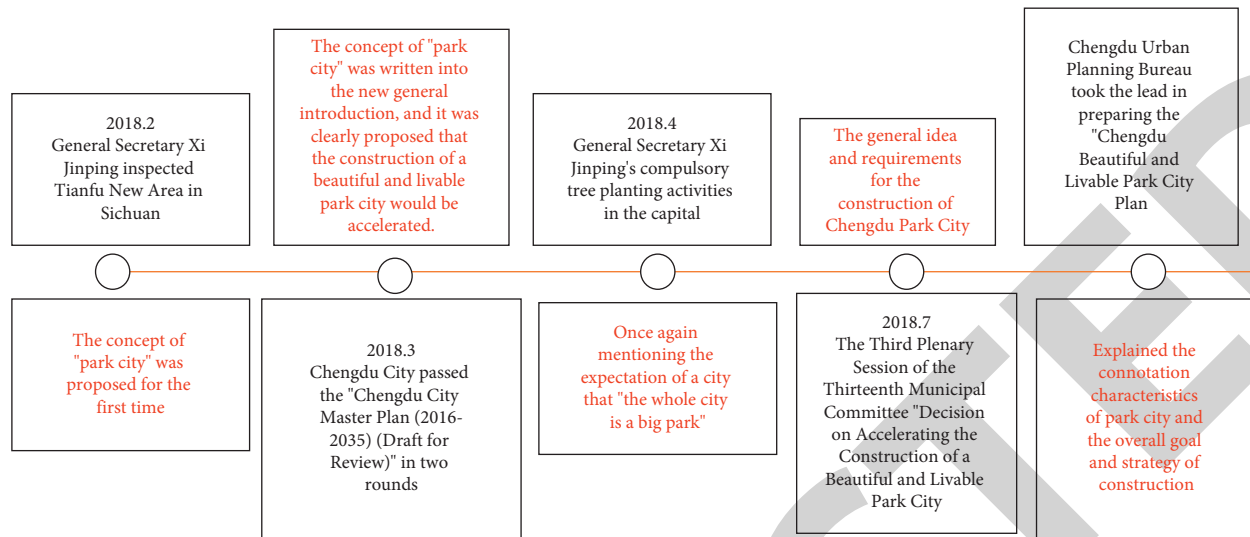 2018.2
General Secretary Xi
Jinping inspected
Tianfu New Area in
Sichuan
The concept of
"park city" was
proposed for the
first time
The concept of "park
city" was written into
the new general
introduction, and it was
clearly proposed that
the construction of a
beautiful and livable
park city would be
accelerated.
2018.3
Chengdu City passed
the "Chengdu City
Master Plan (2016-
2035) (Draft for
Review)" in two
rounds
2018.4
General Secretary Xi
Jinping's compulsory
tree planting activities
in the capital
Once again
mentioning the
expectation of a city
that "the whole city
is a big park"
The general idea
and requirements
for the
construction of
Chengdu Park City
2018.7
The Third Plenary
Session of the
Thirteenth Municipal
Committee "Decision
on Accelerating the
Construction of a
Beautiful and Livable
Park City
Chengdu Urban
Planning Bureau
took the lead in
preparing the
"Chengdu
Beautiful and
Livable Park City
Plan
Explained the
connotation
characteristics
of park city and
the overall goal
and strategy of
construction